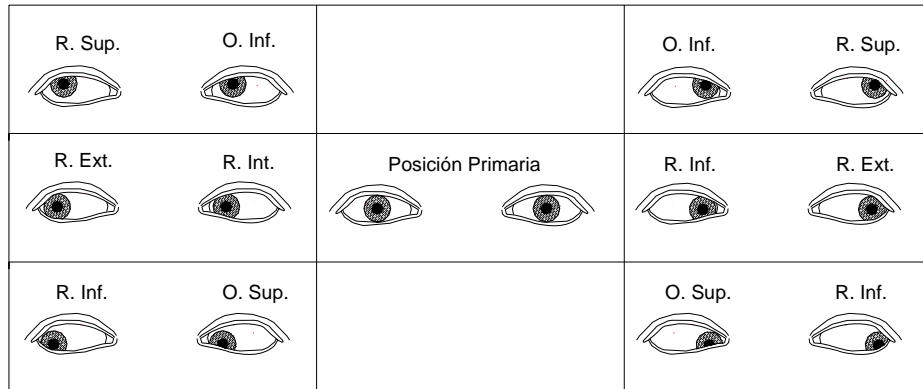 R. Sup. O. Inf. O. Inf. R. Sup.
R. Ext. R. Int. Posición Primaria R. Inf. R. Ext.
R. Inf. O. Sup. O. Sup. R. Inf.